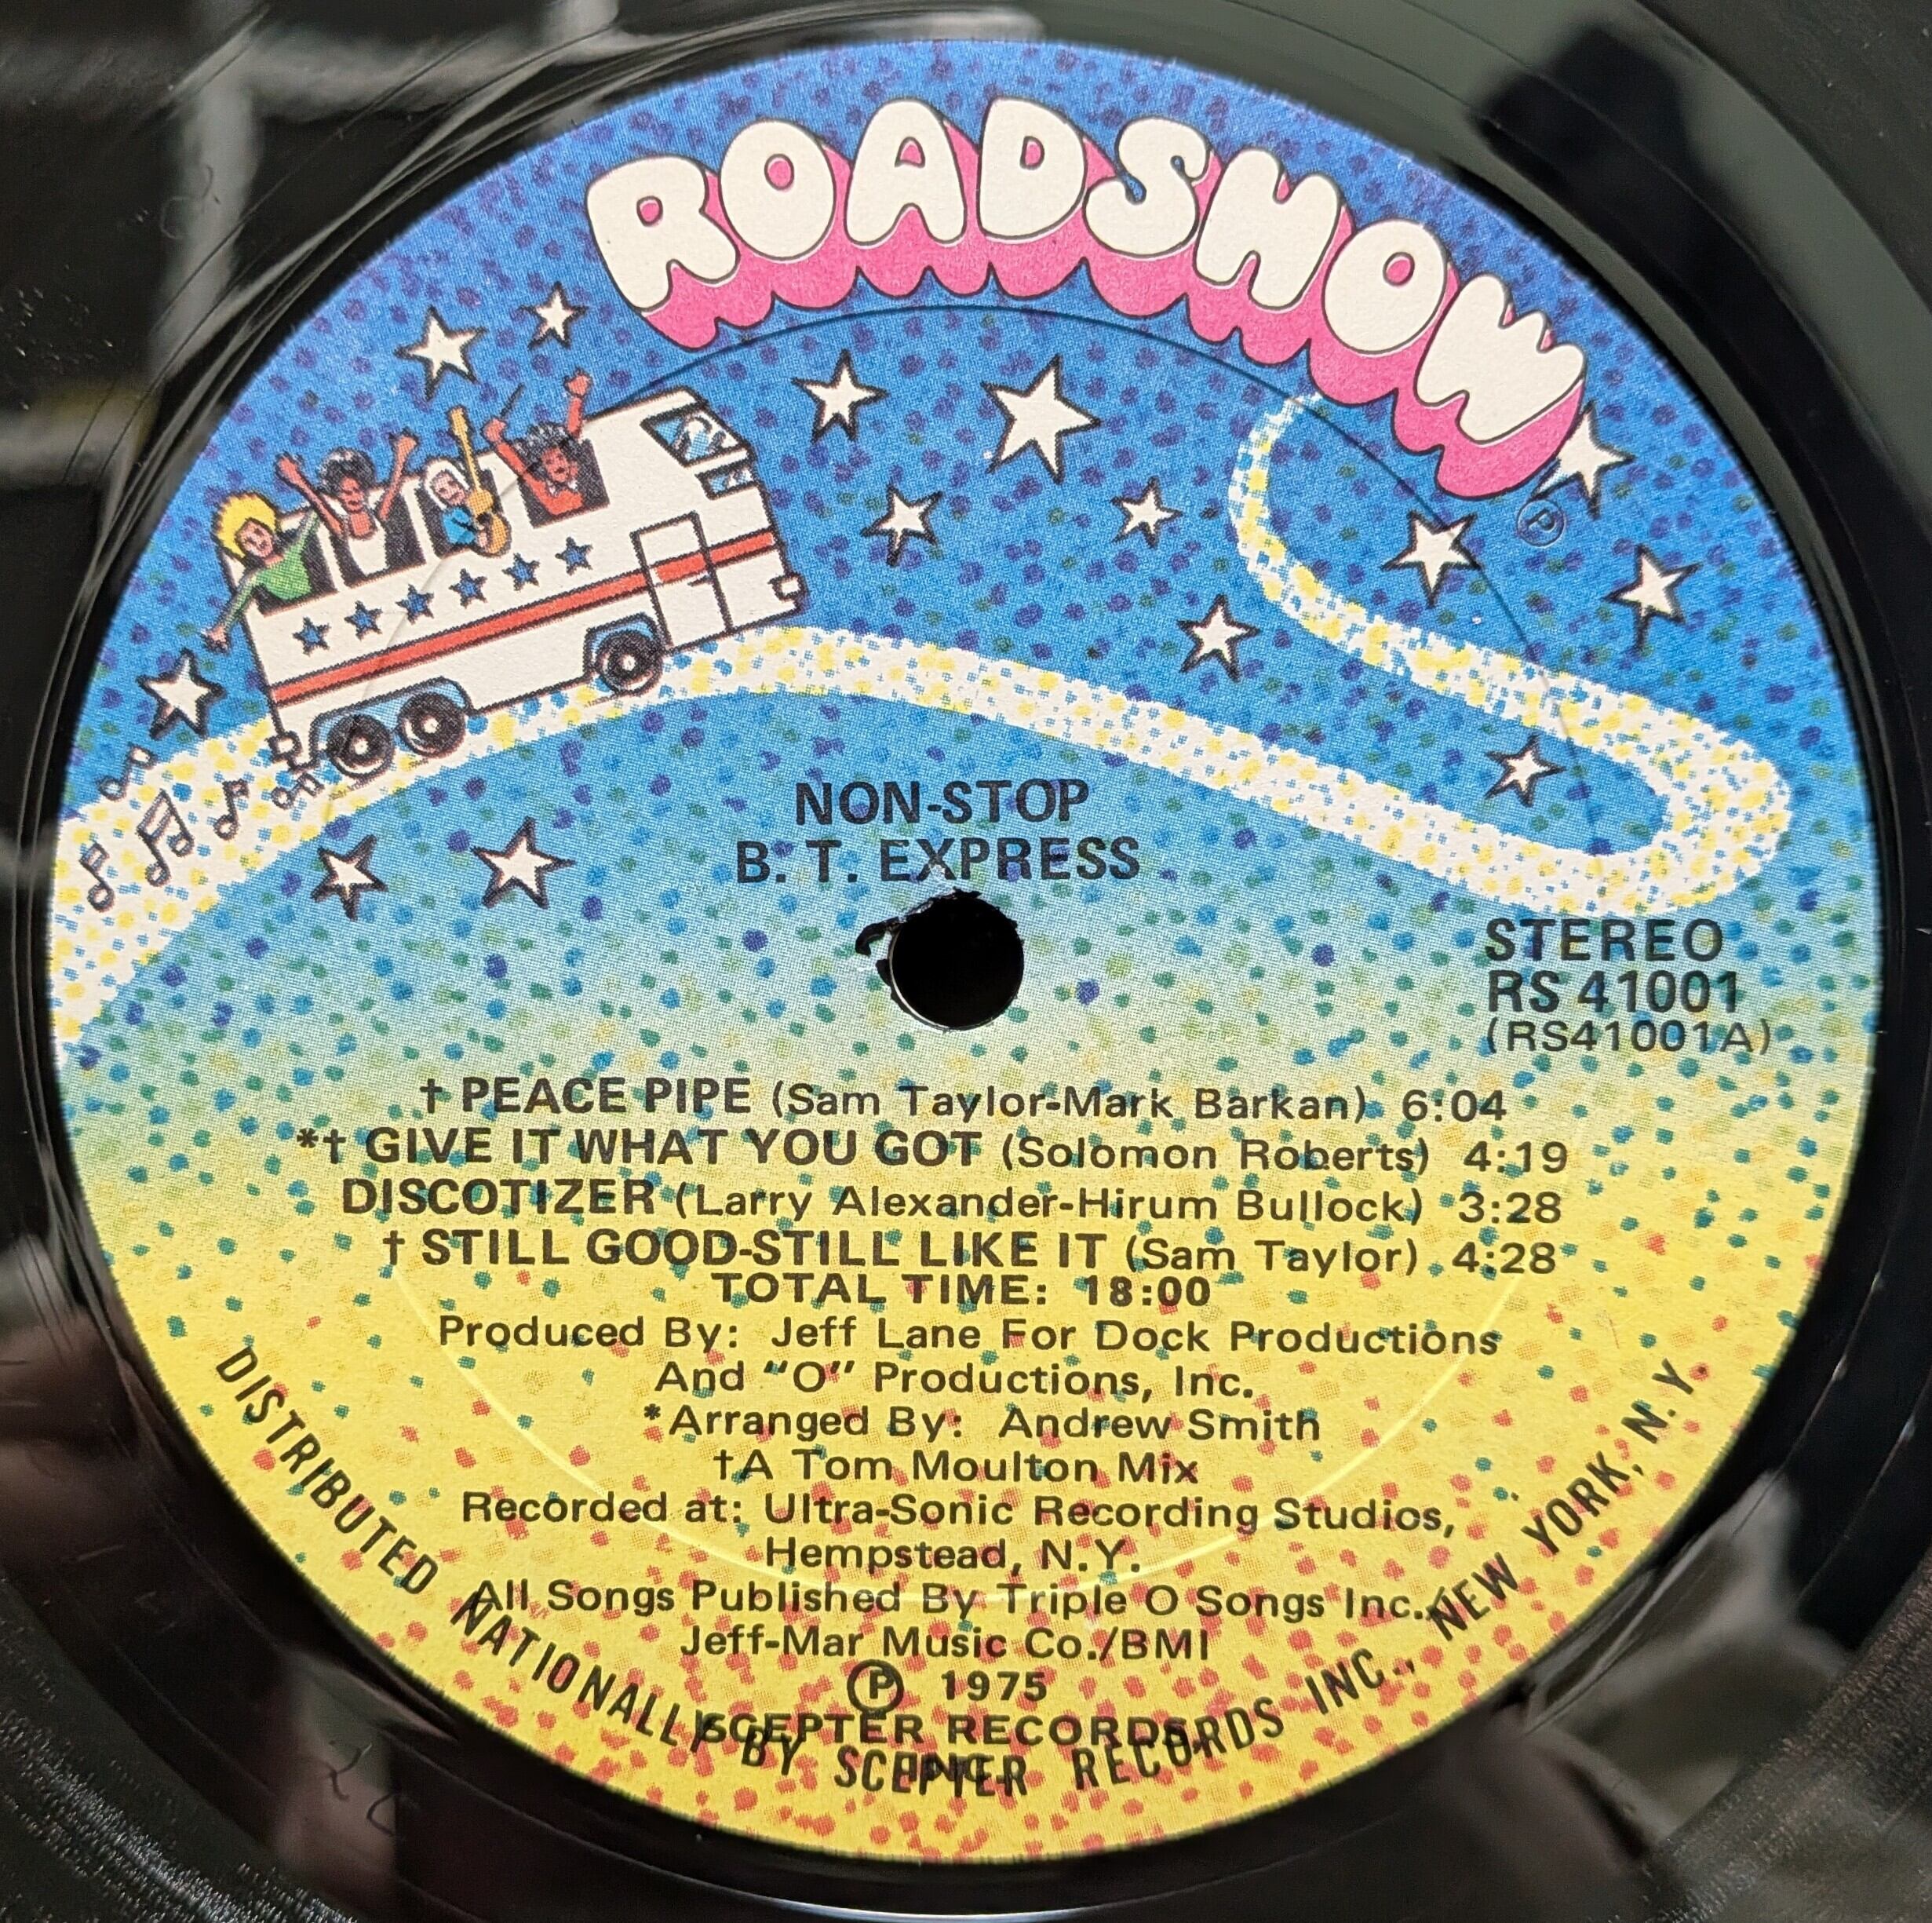 ROADSHOW
Ⓟ
NON-STOP
B. T. EXPRESS
STEREO
RS 41001
(RS41001A)
† PEACE PIPE (Sam Taylor-Mark Barkan) 6:04
*† GIVE IT WHAT YOU GOT (Solomon Roberts) 4:19
DISCOTIZER (Larry Alexander-Hirum Bullock) 3:28
† STILL GOOD-STILL LIKE IT (Sam Taylor) 4:28
TOTAL TIME: 18:00
Produced By: Jeff Lane For Dock Productions
And "O" Productions, Inc.
*Arranged By: Andrew Smith
†A Tom Moulton Mix
Recorded at: Ultra-Sonic Recording Studios,
Hempstead, N.Y.
All Songs Published By Triple O Songs Inc./
Jeff-Mar Music Co./BMI
Ⓟ 1975
SCEPTER RECORDS,
INC.
DISTRIBUTED NATIONALLY BY SCEPTER RECORDS INC., NEW YORK, N.Y.